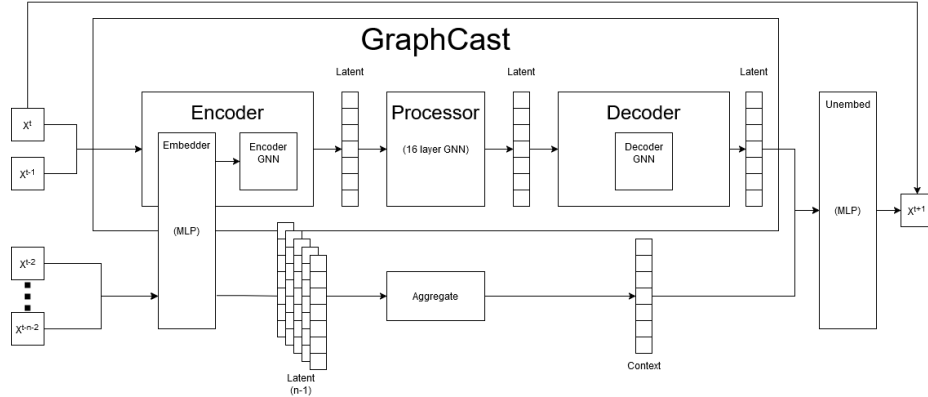 GraphCast
Latent
Latent
Latent
Encoder
Processor
Decoder
Unembed
X^t
Embedder
Encoder
GNN
(16 layer GNN)
Decoder
GNN
X^t-1
(MLP)
(MLP)
X^t+1
X^t-2
Aggregate
X^t-n-2
Latent
(n-1)
Context